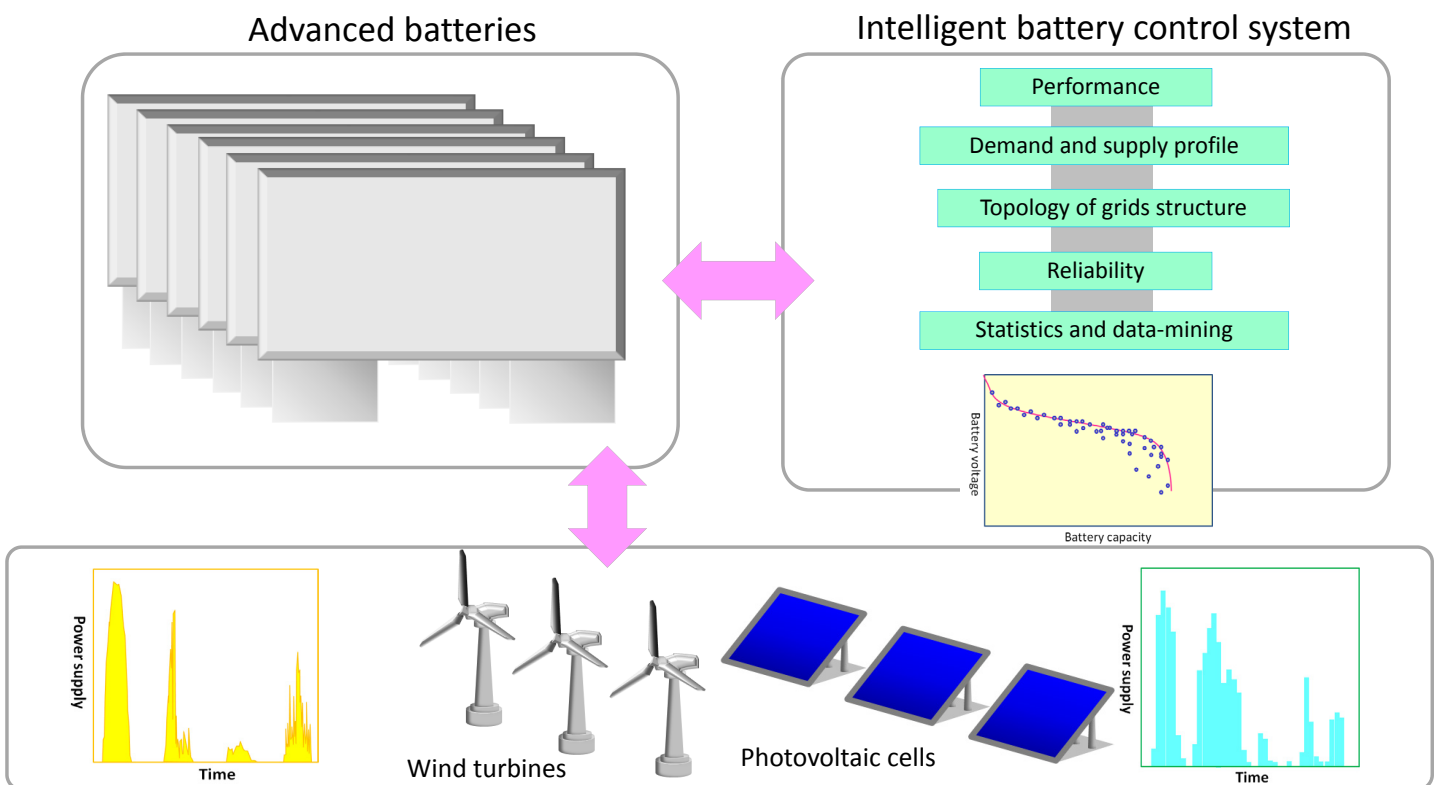 Advanced batteries
Intelligent battery control system
Performance
Demand and supply profile
Topology of grids structure
Reliability
Statistics and data-mining
Battery voltage
Battery capacity
Power supply
Time
Wind turbines
Photovoltaic cells
Power supply
Time